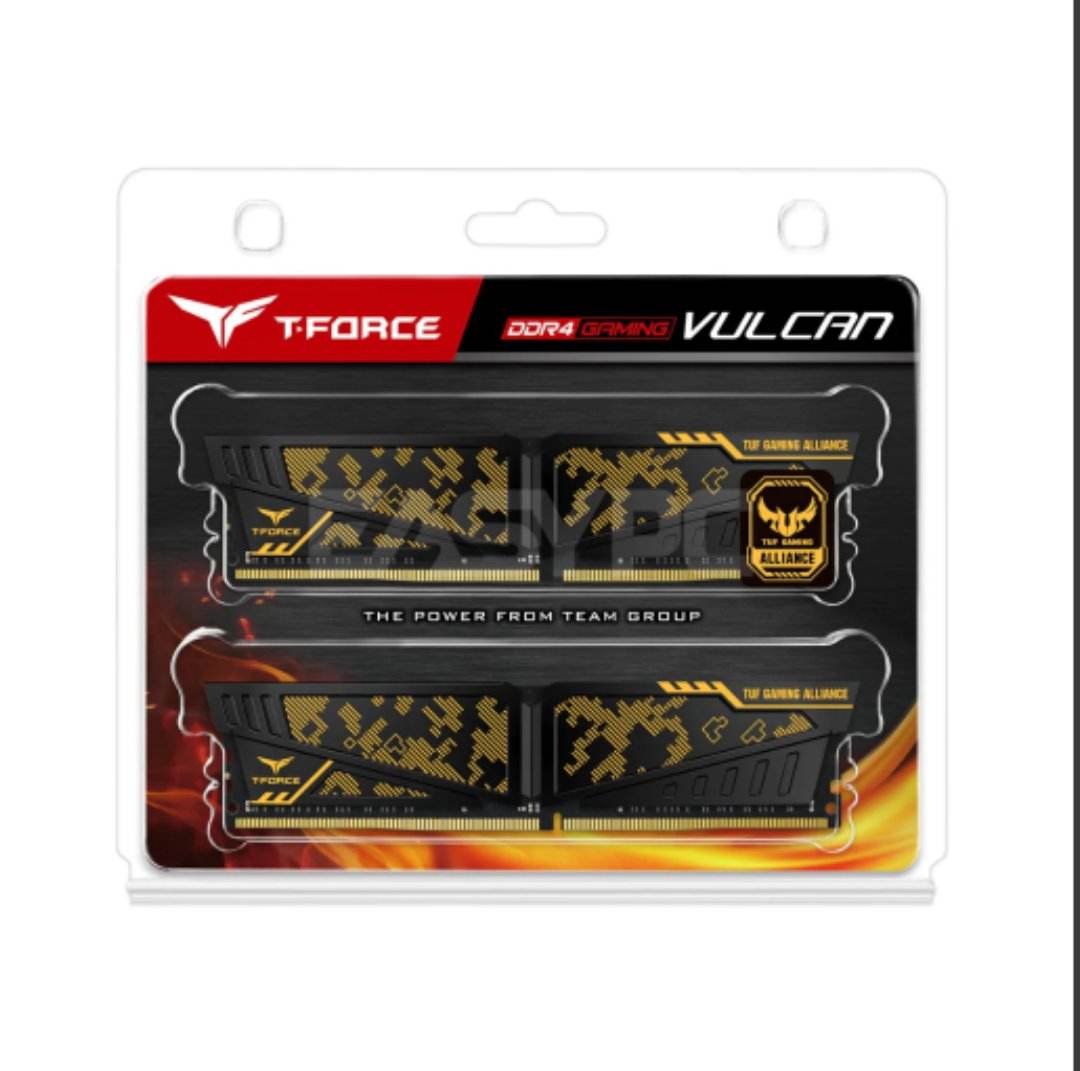 T-FORCE
DDR4 GAMING VULCAN
TUF GAMING ALLIANCE
EASYPC
T-FORCE
TUF GAMING
ALLIANCE
THE POWER FROM TEAM GROUP
TUF GAMING ALLIANCE
T-FORCE